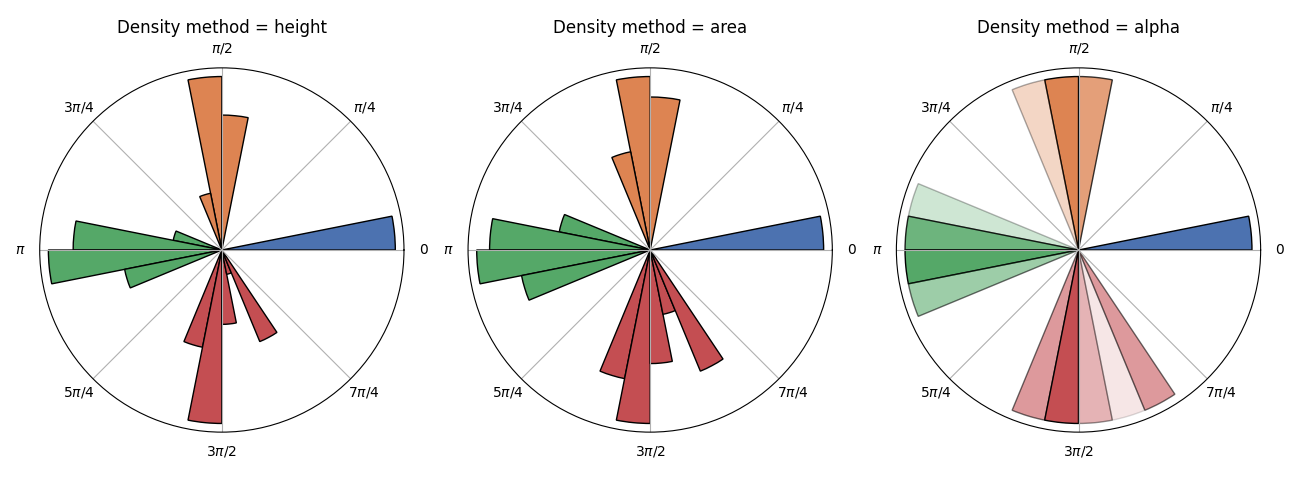 Density method = height
π/2
3π/4
π/4
π
0
5π/4
7π/4
3π/2
Density method = area
π/2
3π/4
π/4
π
0
5π/4
7π/4
3π/2
Density method = alpha
π/2
3π/4
π/4
π
0
5π/4
7π/4
3π/2